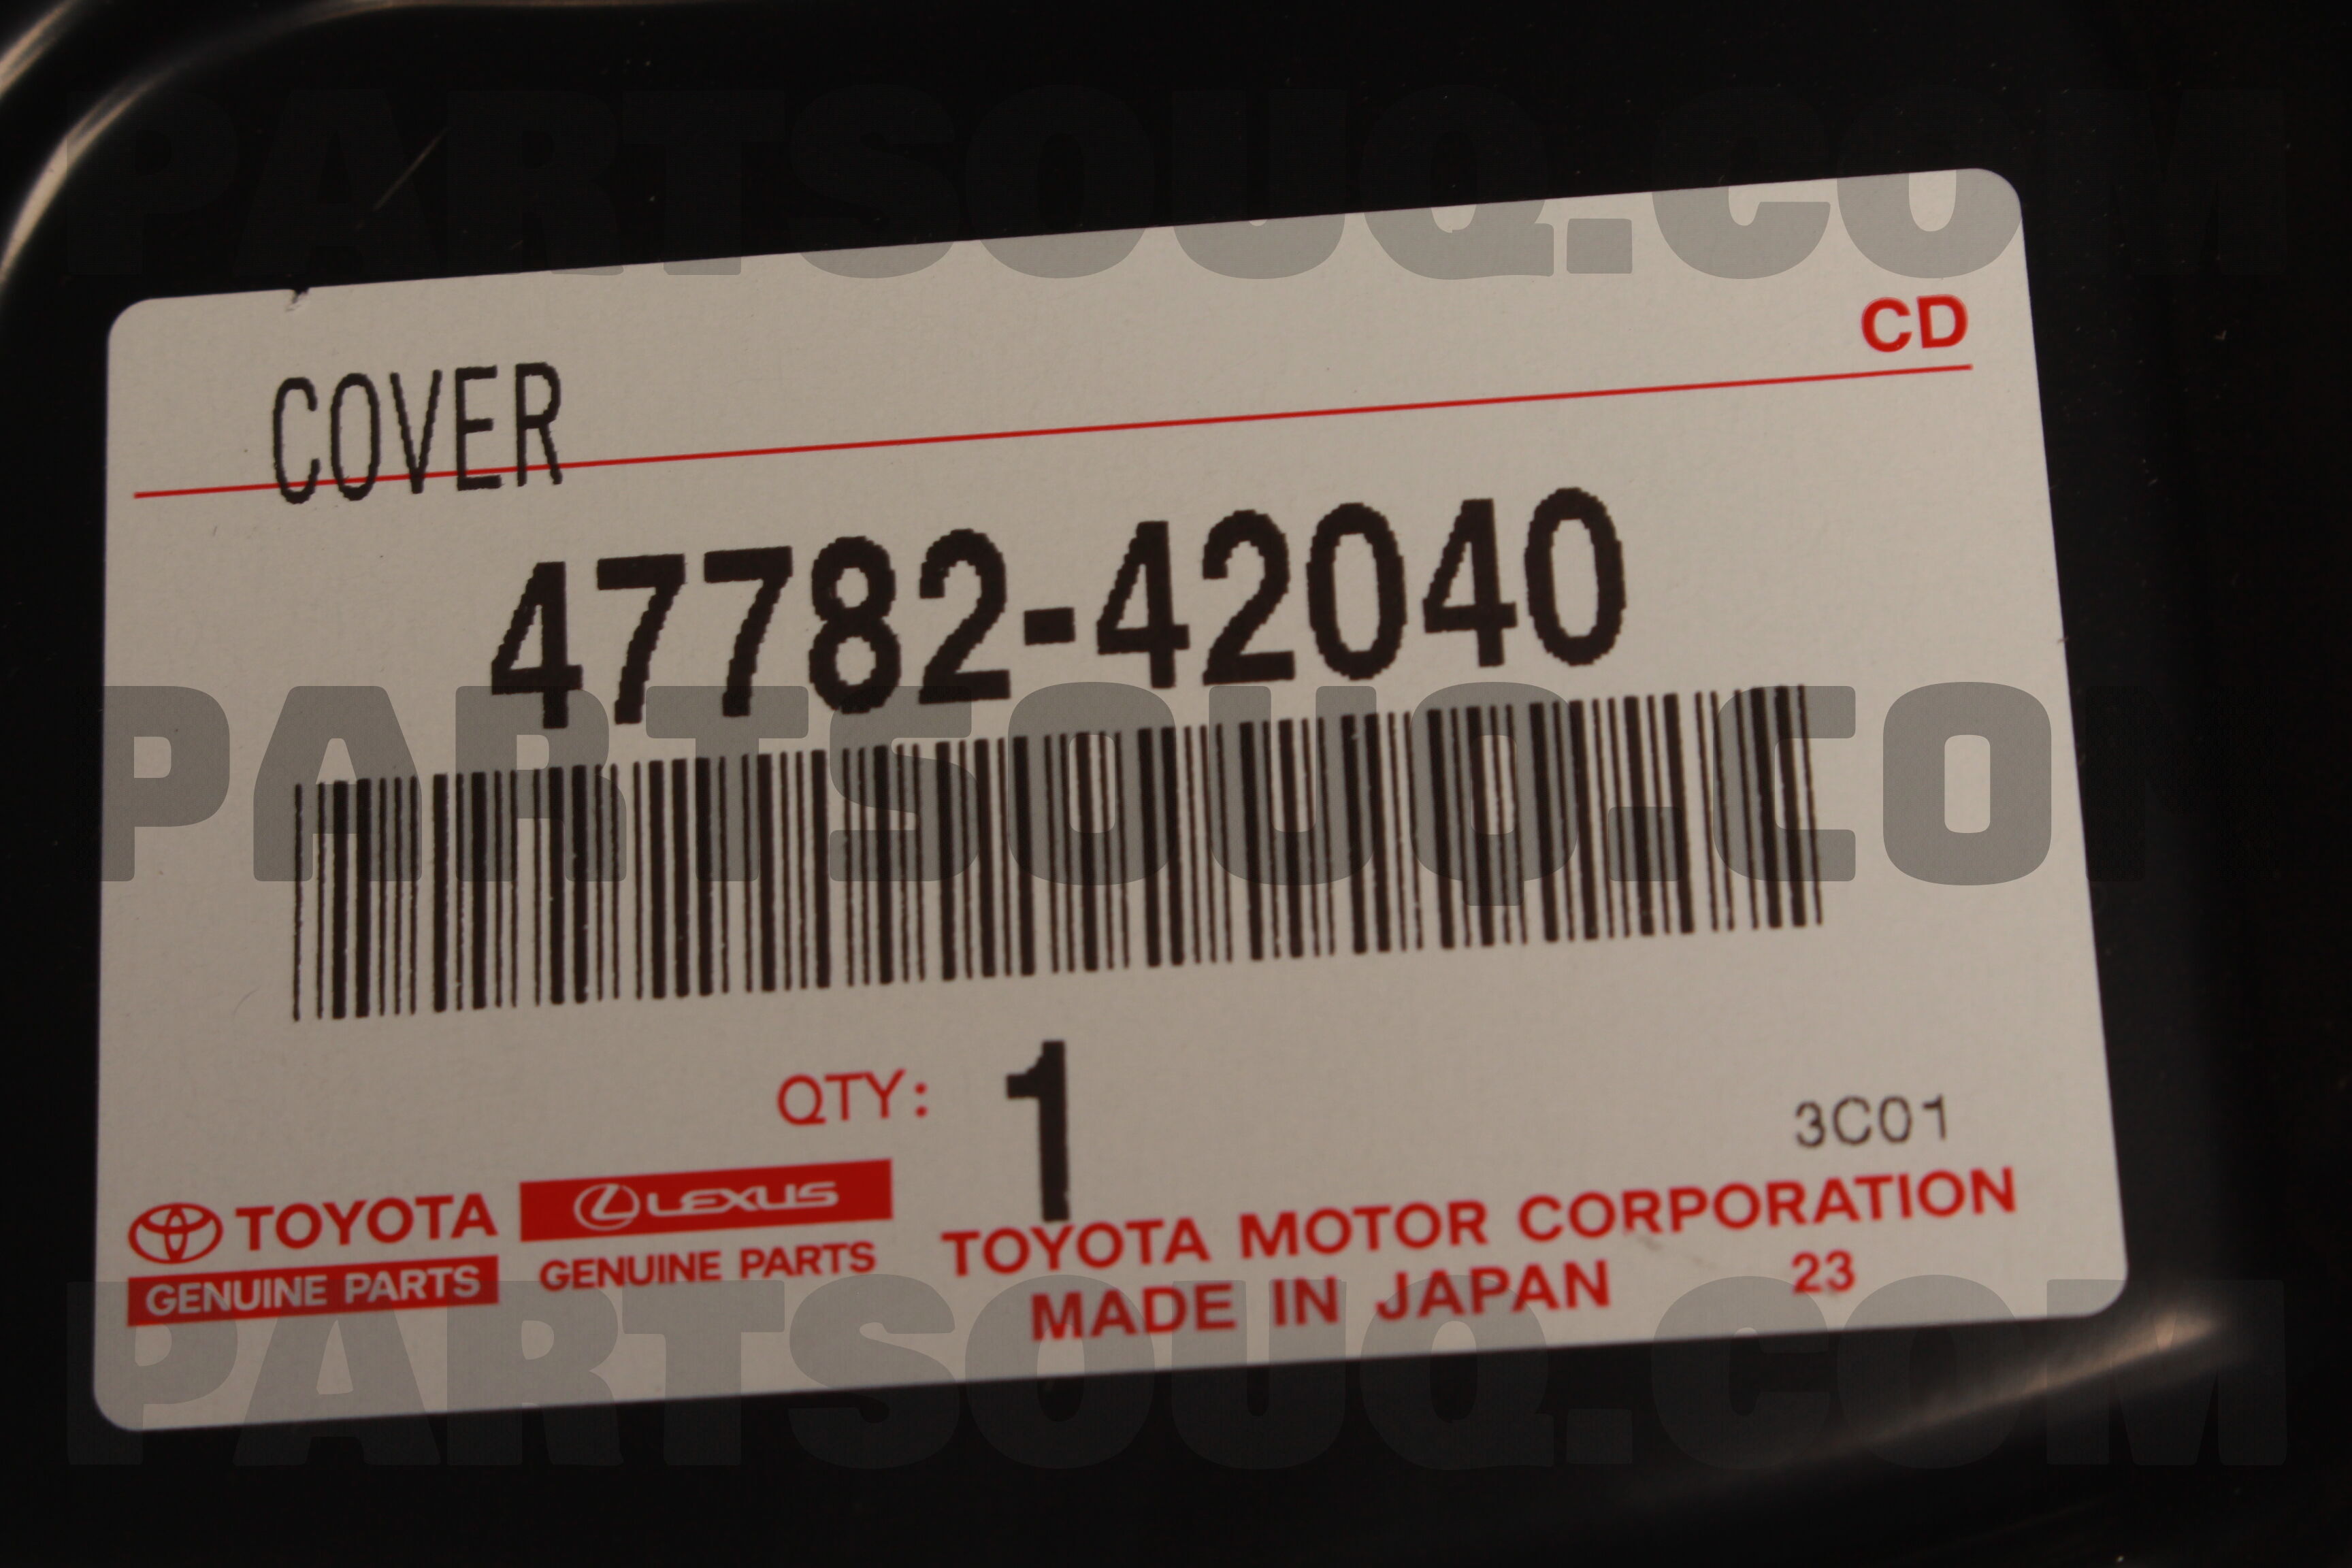 PARTSOUQ.COM
CD
COVER
47782-42040
PARTSOUQ.CO
QTY: 1
3C01
TOYOTA
GENUINE PARTS
LEXUS
GENUINE PARTS
TOYOTA MOTOR CORPORATION
MADE IN JAPAN 23
PARTSOUQ.COM